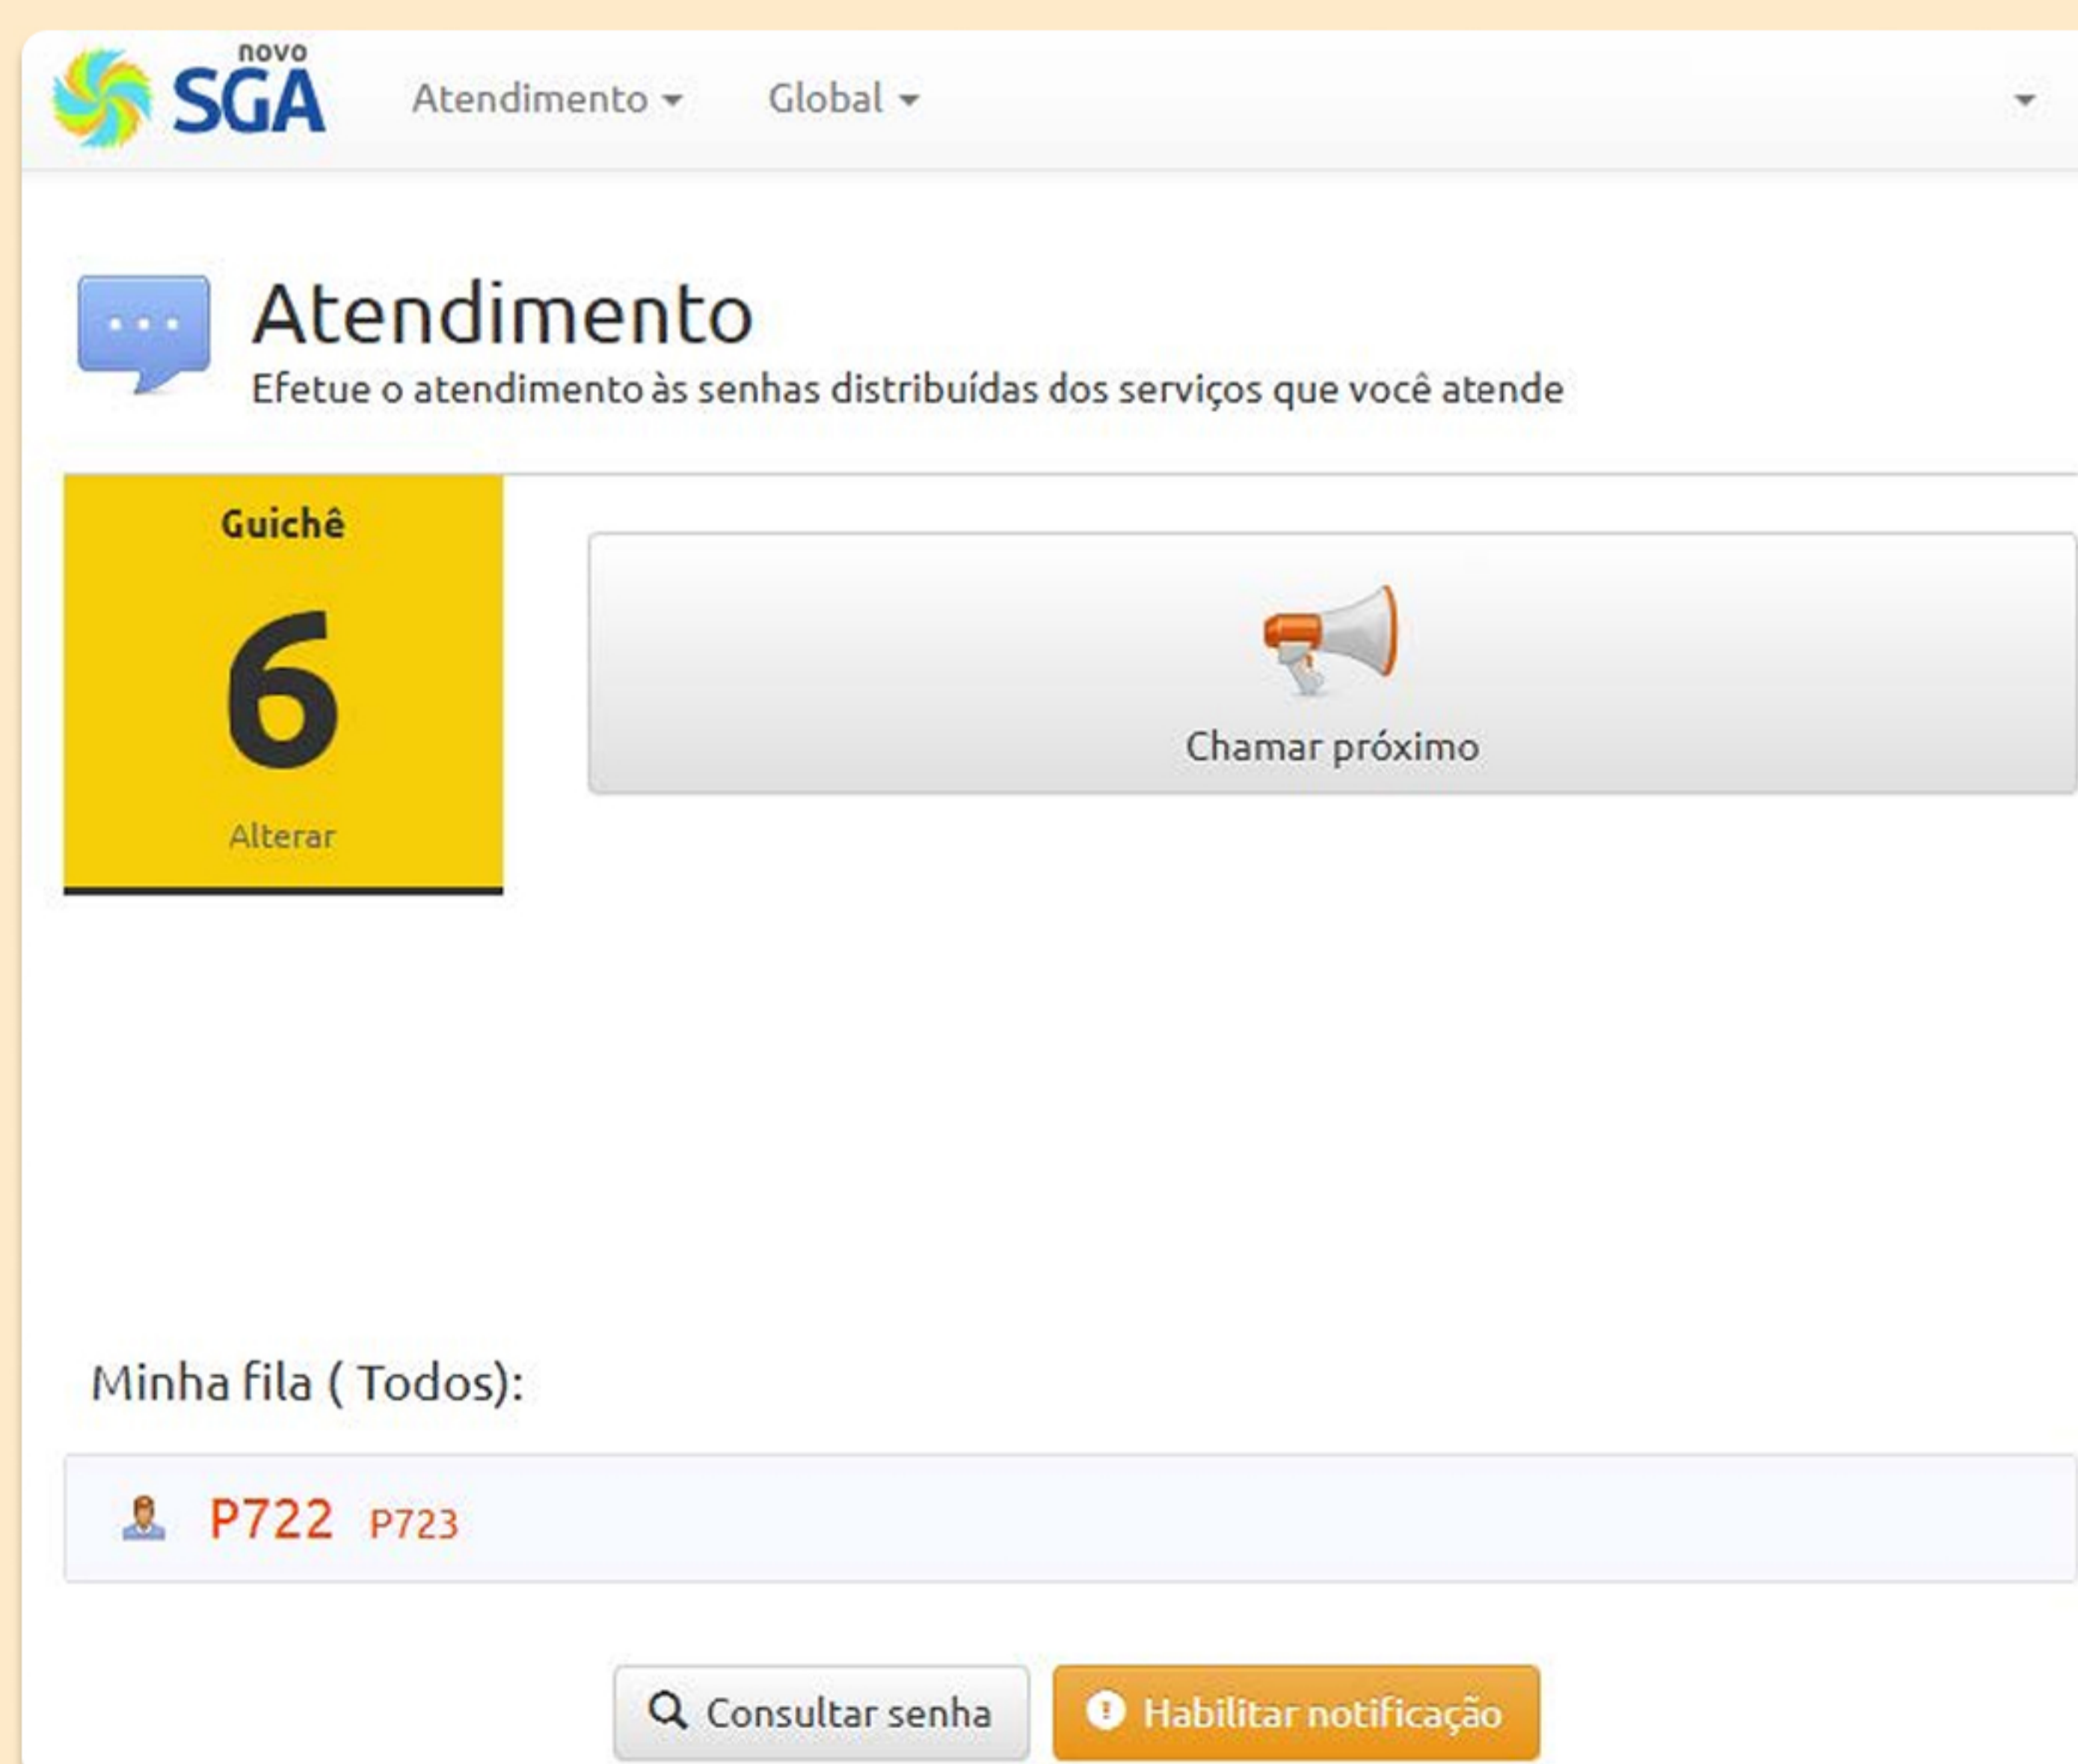 novo
SGA Atendimento Global
Atendimento
Efetue o atendimento às senhas distribuídas dos serviços que você atende
Guichê
6
Alterar
Chamar próximo
Minha fila ( Todos):
P722 P723
Consultar senha Habilitar notificação